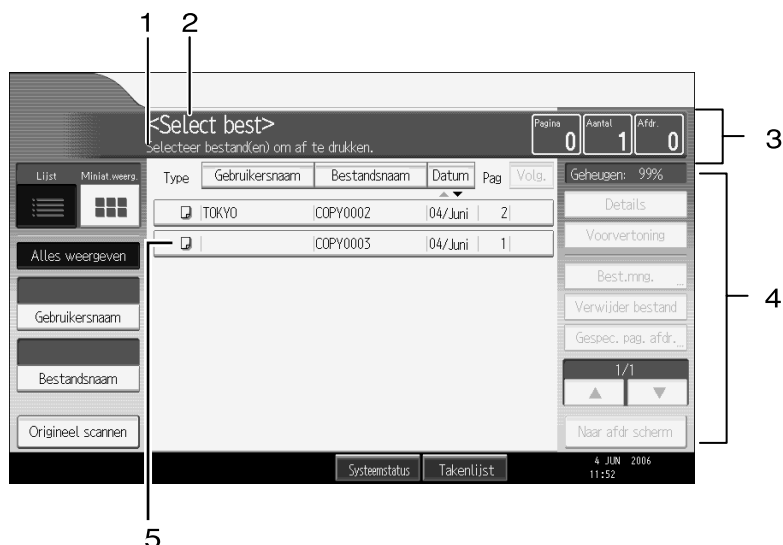 1 2
<Select best>
Selecteer bestand(en) om af te drukken.
Pagina 0 Aantal 1 Afdr. 0
3
Lijst Miniat.weerg.
Type Gebruikersnaam Bestandsnaam Datum Pag Volg.
Geheugen: 99%
TOKYO COPY0002 04/Juni 2
COPY0003 04/Juni 1
Alles weergeven
Gebruikersnaam
Bestandsnaam
Origineel scannen
Details
Voorvertoning
Best.mng. ...
Verwijder bestand
Gespec. pag. afdr. ...
1/1
Naar afdr scherm
4
Systeemstatus Takenlijst
4 JUN 2006
11:52
5